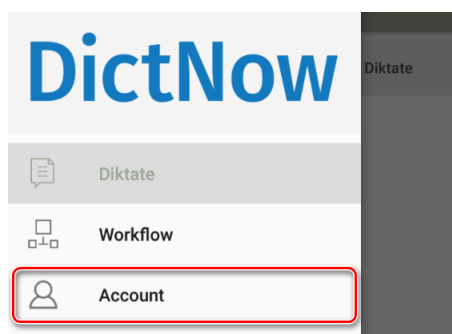 DictNow
Diktate
Diktate
Workflow
Account